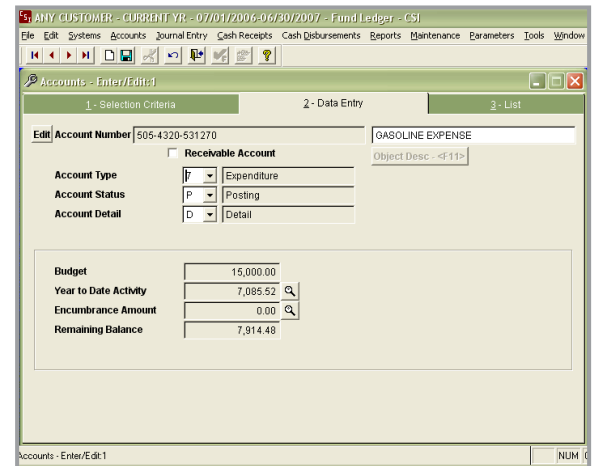 ANY CUSTOMER - CURRENT YR - 07/01/2006-06/30/2007 - Fund Ledger - CSI
File Edit Systems Accounts Journal Entry Cash Receipts Cash Disbursements Reports Maintenance Parameters Tools Window
Accounts - Enter/Edit:1
1 - Selection Criteria 2 - Data Entry 3 - List
Edit Account Number 505-4320-531270 GASOLINE EXPENSE
Receivable Account Object Desc - <F11>
Account Type 7 Expenditure
Account Status P Posting
Account Detail D Detail
Budget 15,000.00
Year to Date Activity 7,085.52
Encumbrance Amount 0.00
Remaining Balance 7,914.48
Accounts - Enter/Edit:1 NUM